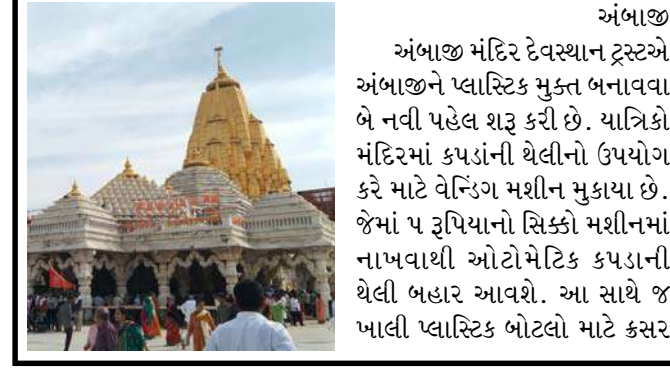 અંબાજી
અંબાજી મંદિર દેવસ્થાન ટ્રસ્ટએ
અંબાજીને પ્લાસ્ટિક મુક્ત બનાવવા
બે નવી પહેલ શરૂ કરી છે. યાત્રિકો
મંદિરમાં કપડાંની થેલીનો ઉપયોગ
કરે માટે વેન્ડિંગ મશીન મુકાયા છે.
જેમાં ૫ રૂપિયાનો સિક્કો મશીનમાં
નાખવાથી ઓટોમેટિક કપડાની
થેલી બહાર આવશે. આ સાથે જ
ખાલી પ્લાસ્ટિક બોટલો માટે ક્રસર